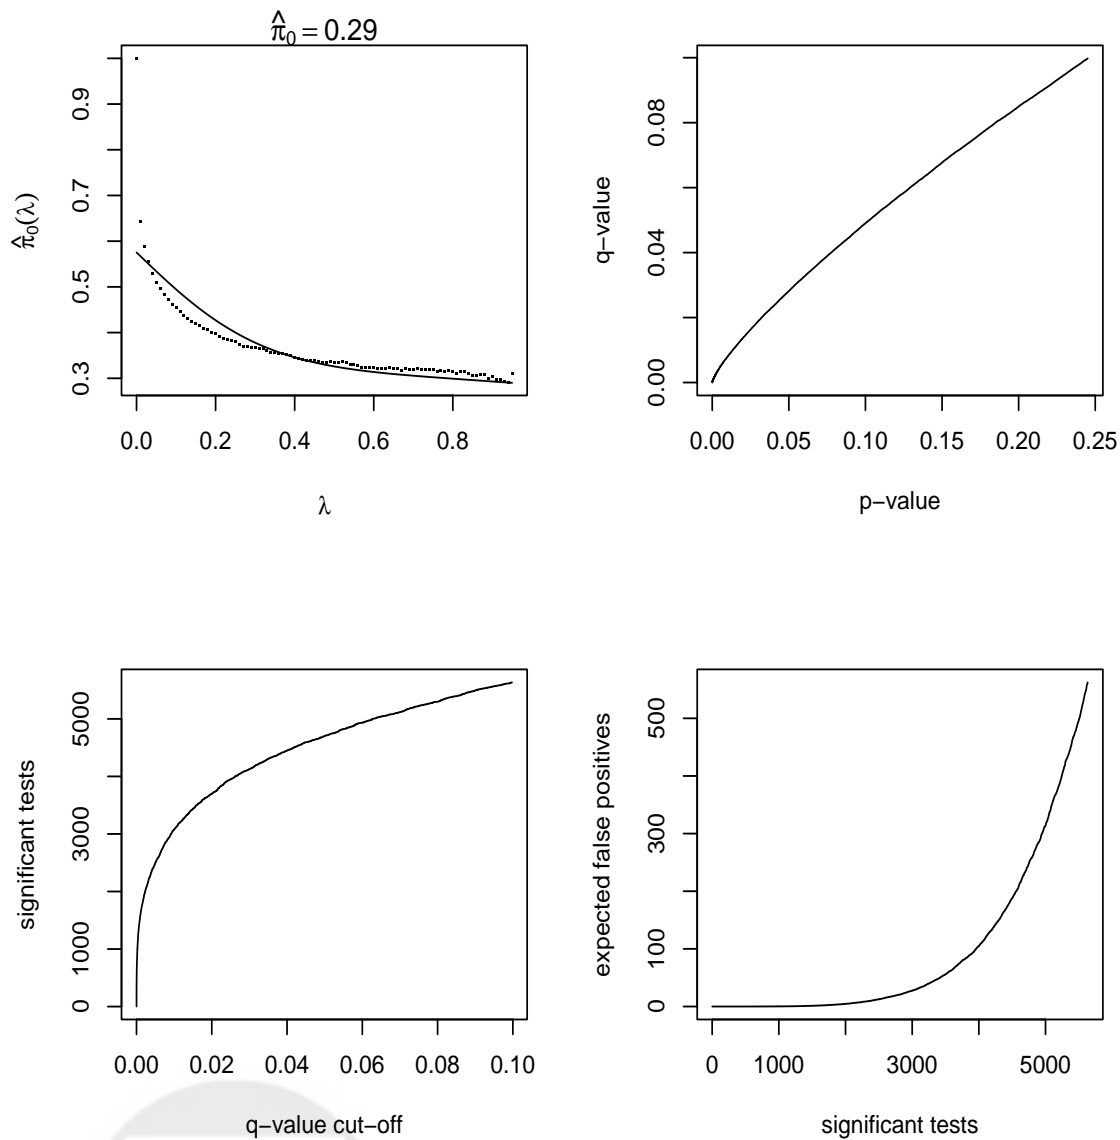 π̂₀ = 0.29
π̂₀(λ)
0.3 0.5 0.7 0.9
0.0 0.2 0.4 0.6 0.8
λ
q−value
0.00 0.04 0.08
0.00 0.05 0.10 0.15 0.20 0.25
p−value
significant tests
0 1000 3000 5000
0.00 0.02 0.04 0.06 0.08 0.10
q−value cut−off
expected false positives
0 100 300 500
0 1000 3000 5000
significant tests